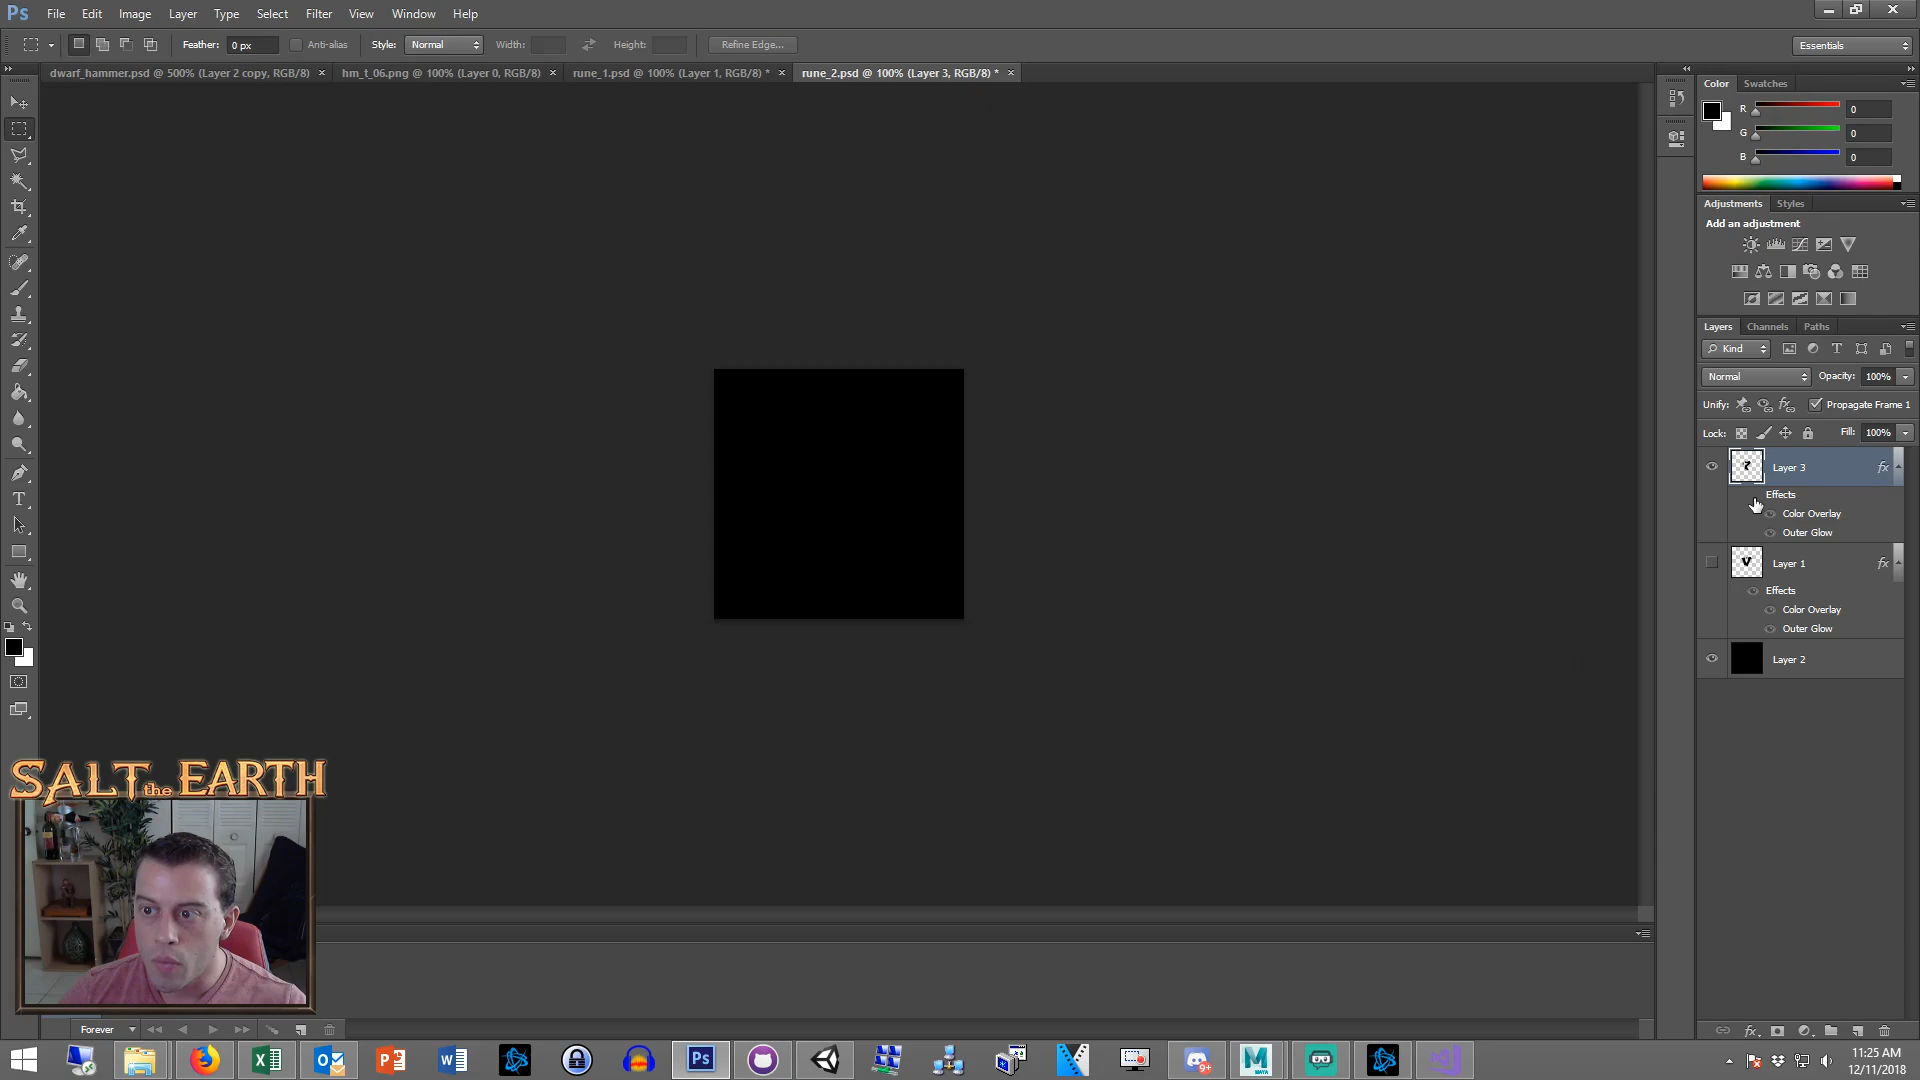 Ps File Edit Image Layer Type Select Filter View Window Help
Feather: 0 px Anti-alias Style: Normal Width: Height: Refine Edge... Essentials
dwarf_hammer.psd @ 500% (Layer 2 copy, RGB/8) × hm_t_06.png @ 100% (Layer 0, RGB/8) × rune_1.psd @ 100% (Layer 1, RGB/8) * × rune_2.psd @ 100% (Layer 3, RGB/8) * ×
Color Swatches
R 0
G 0
B 0
Adjustments Styles
Add an adjustment
Layers Channels Paths
Kind
Normal Opacity: 100%
Unify: Propagate Frame 1
Lock: Fill: 100%
Layer 3 fx
Effects
Color Overlay
Outer Glow
Layer 1 fx
Effects
Color Overlay
Outer Glow
Layer 2
SALT the EARTH
Forever
11:25 AM
12/11/2018